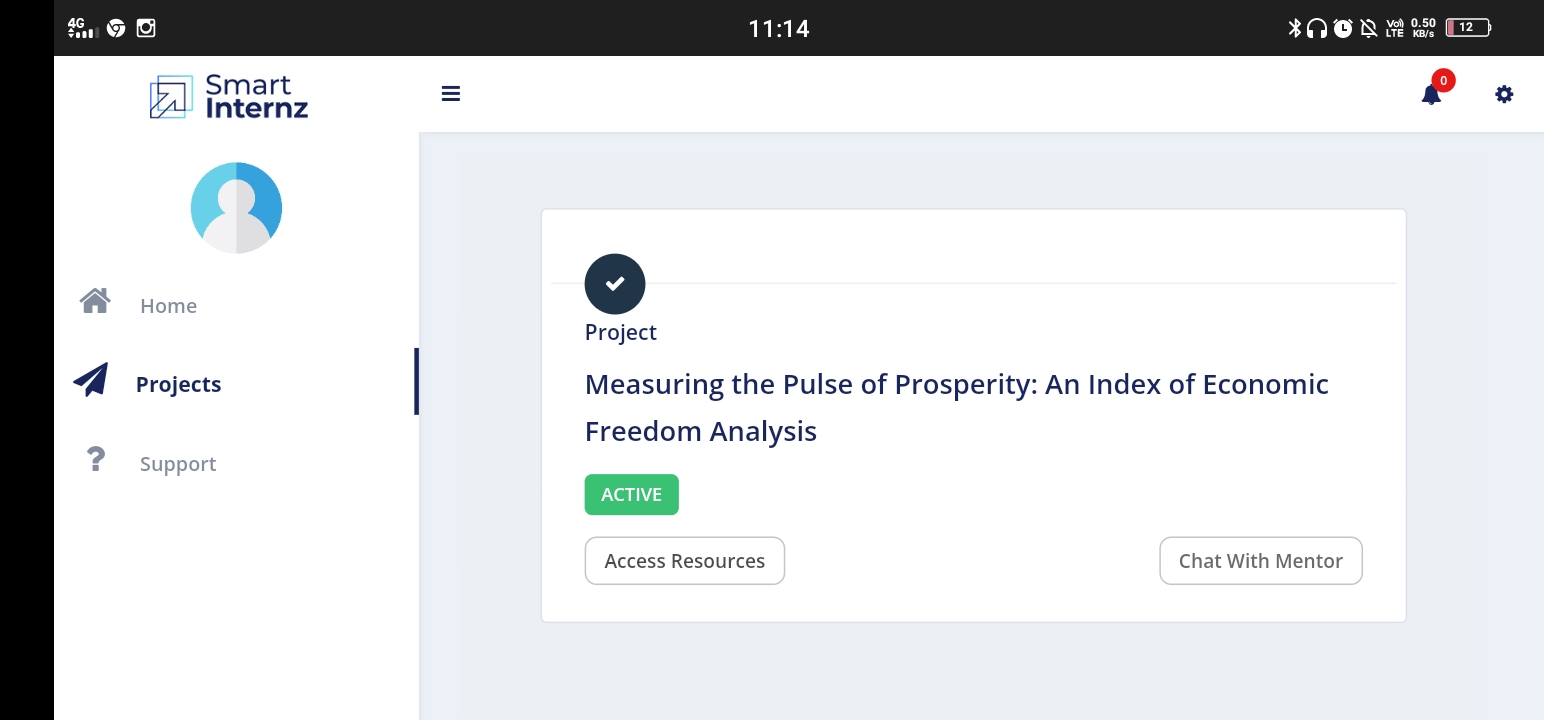 4G
11:14
Vol) LTE
0.50 KB/s
12
Smart
Internz
0
Home
Projects
Support
Project
Measuring the Pulse of Prosperity: An Index of Economic
Freedom Analysis
ACTIVE
Access Resources
Chat With Mentor